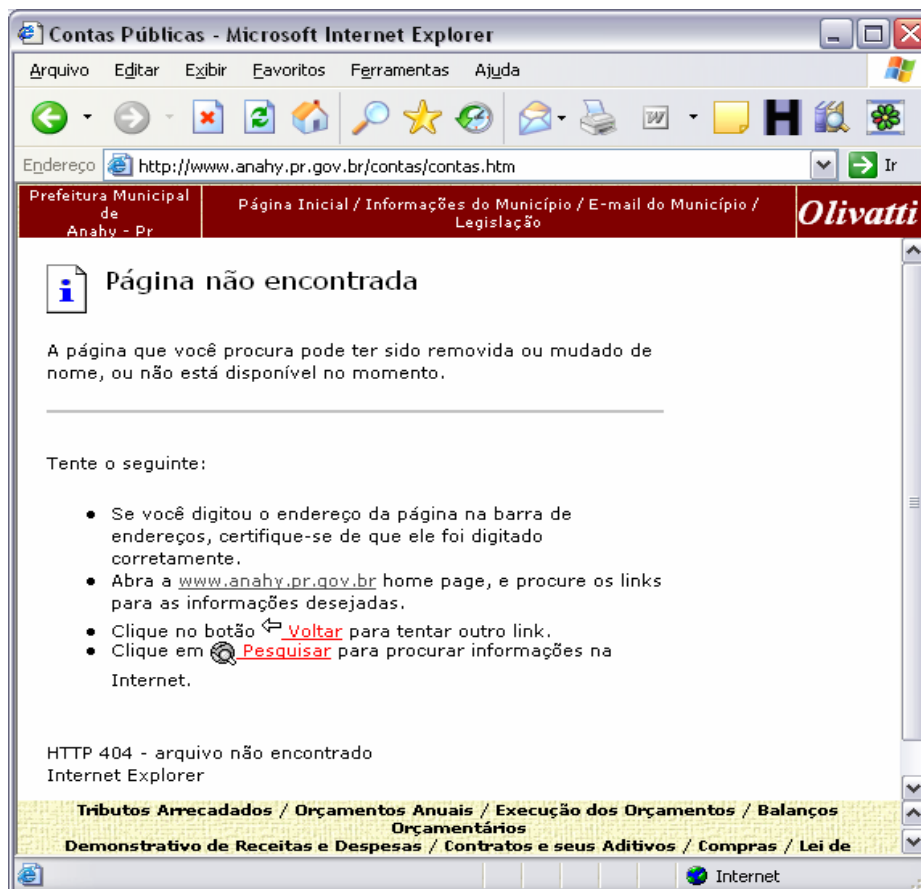 Contas Públicas - Microsoft Internet Explorer
Arquivo Editar Exibir Favoritos Ferramentas Ajuda
Endereço http://www.anahy.pr.gov.br/contas/contas.htm Ir
Prefeitura Municipal
de
Anahy - Pr
Página Inicial / Informações do Município / E-mail do Município /
Legislação
Olivatti
Página não encontrada
A página que você procura pode ter sido removida ou mudado de
nome, ou não está disponível no momento.
Tente o seguinte:
● Se você digitou o endereço da página na barra de
endereços, certifique-se de que ele foi digitado
corretamente.
● Abra a www.anahy.pr.gov.br home page, e procure os links
para as informações desejadas.
● Clique no botão Voltar para tentar outro link.
● Clique em Pesquisar para procurar informações na
Internet.
HTTP 404 - arquivo não encontrado
Internet Explorer
Tributos Arrecadados / Orçamentos Anuais / Execução dos Orçamentos / Balanços
Orçamentários
Demonstrativo de Receitas e Despesas / Contratos e seus Aditivos / Compras / Lei de
Internet